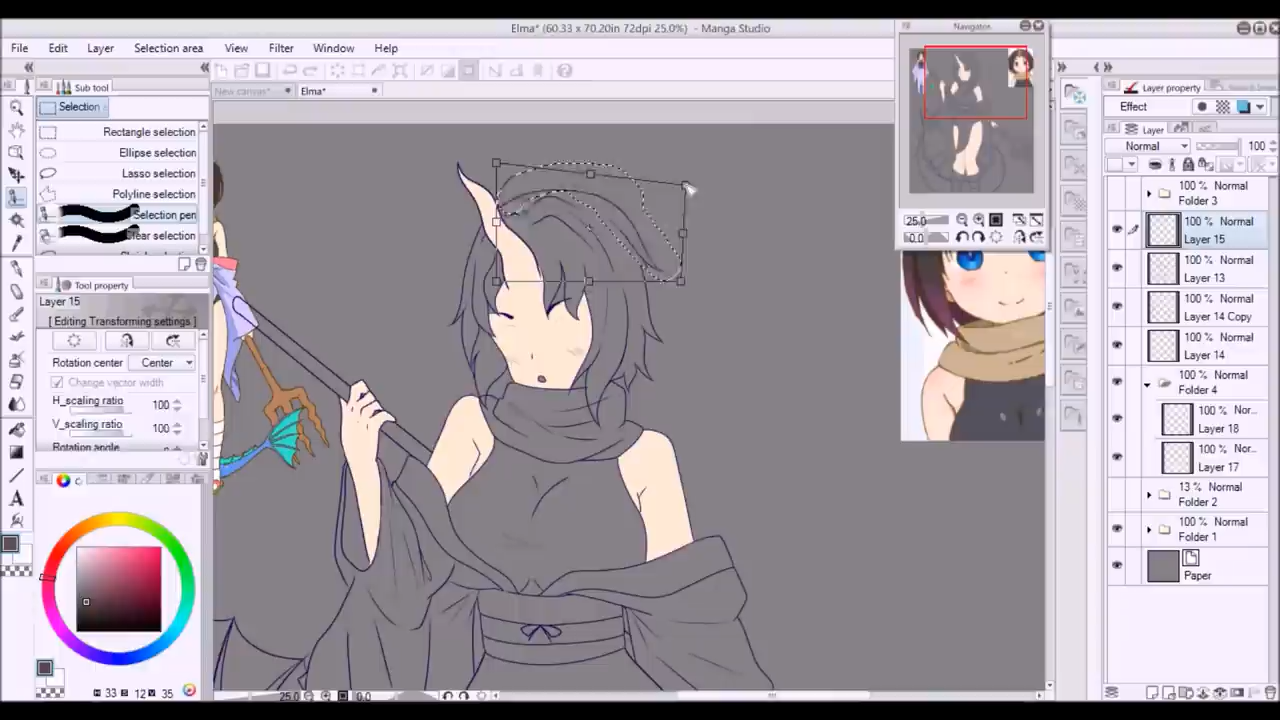 Elma* (60.33 x 70.20in 72dpi 25.0%) - Manga Studio
Navigator
File Edit Layer Selection area View Filter Window Help
Sub tool
New canvas*
Elma*
Selection
Rectangle selection
Ellipse selection
Lasso selection
Polyline selection
Selection pen
Clear selection
Tool property
Layer 15
[ Editing Transforming settings ]
Rotation center Center
Change vector width
H_scaling ratio 100
V_scaling ratio 100
Rotation angle
H 33 S 12 V 35
25.0 0.0
25.0
0.0
Layer property
Effect
Layer
Normal 100
100 % Normal
Folder 3
100 % Normal
Layer 15
100 % Normal
Layer 13
100 % Normal
Layer 14 Copy
100 % Normal
Layer 14
100 % Normal
Folder 4
100 % Nor...
Layer 18
100 % Nor...
Layer 17
13 % Normal
Folder 2
100 % Normal
Folder 1
Paper